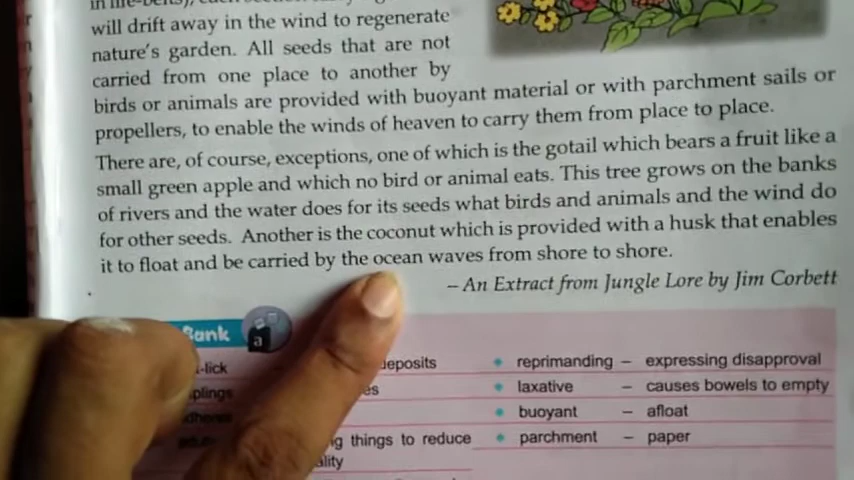 will drift away in the wind to regenerate
nature's garden. All seeds that are not
carried from one place to another by
birds or animals are provided with buoyant material or with parchment sails or
propellers, to enable the winds of heaven to carry them from place to place.
There are, of course, exceptions, one of which is the gotail which bears a fruit like a
small green apple and which no bird or animal eats. This tree grows on the banks
of rivers and the water does for its seeds what birds and animals and the wind do
for other seeds. Another is the coconut which is provided with a husk that enables
it to float and be carried by the ocean waves from shore to shore.
– An Extract from Jungle Lore by Jim Corbett
Bank
-lick deposits
things to reduce
• reprimanding – expressing disapproval
• laxative – causes bowels to empty
• buoyant – afloat
• parchment – paper